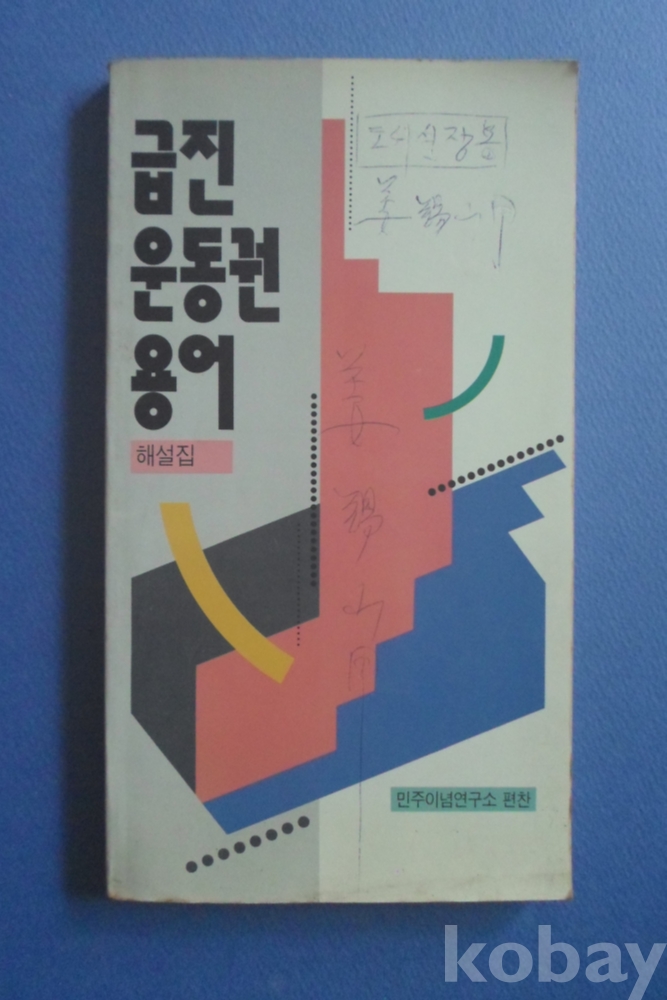 급진
운동권
용어
해설집
도서실장용
민주이념연구소 편찬
kobay